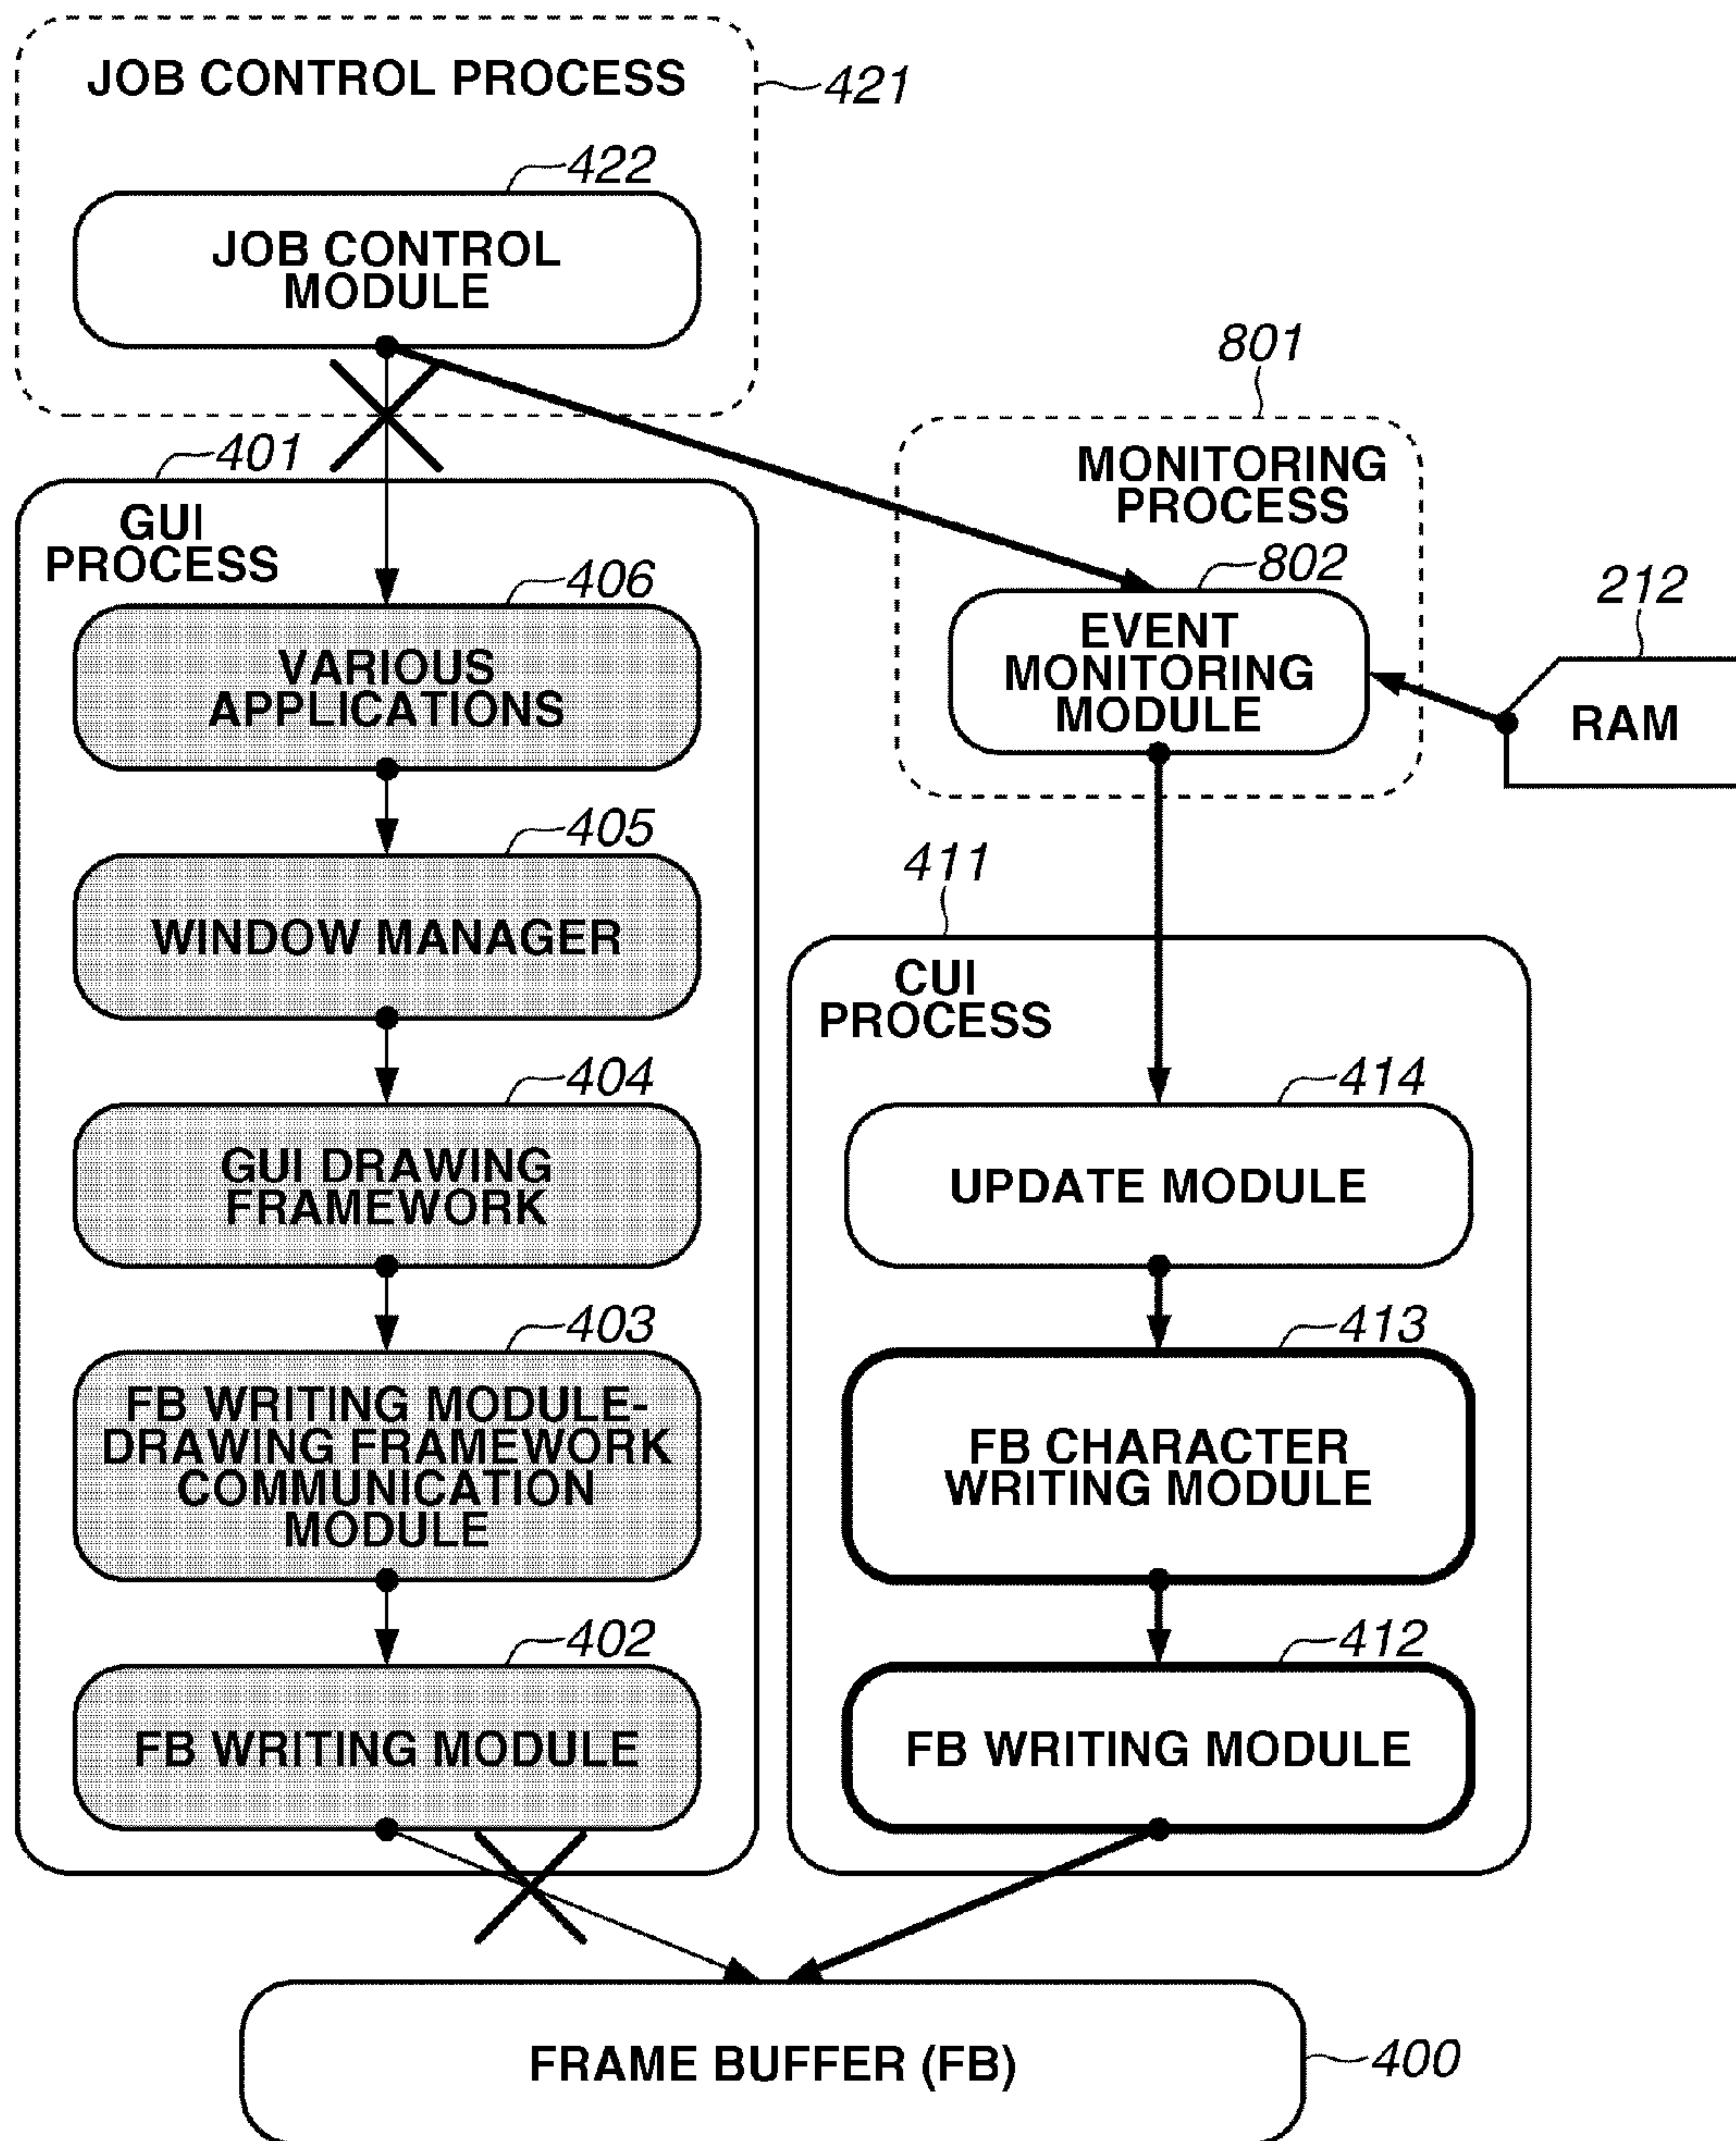 JOB CONTROL PROCESS
421
422
JOB CONTROL
MODULE
801
401
MONITORING
PROCESS
GUI
PROCESS
802
406
212
EVENT
MONITORING
MODULE
VARIOUS
APPLICATIONS
RAM
405
411
WINDOW MANAGER
CUI
PROCESS
404
414
GUI DRAWING
FRAMEWORK
UPDATE MODULE
403
413
FB WRITING MODULE-
DRAWING FRAMEWORK
COMMUNICATION
MODULE
FB CHARACTER
WRITING MODULE
402
412
FB WRITING MODULE
FB WRITING MODULE
FRAME BUFFER (FB)
400